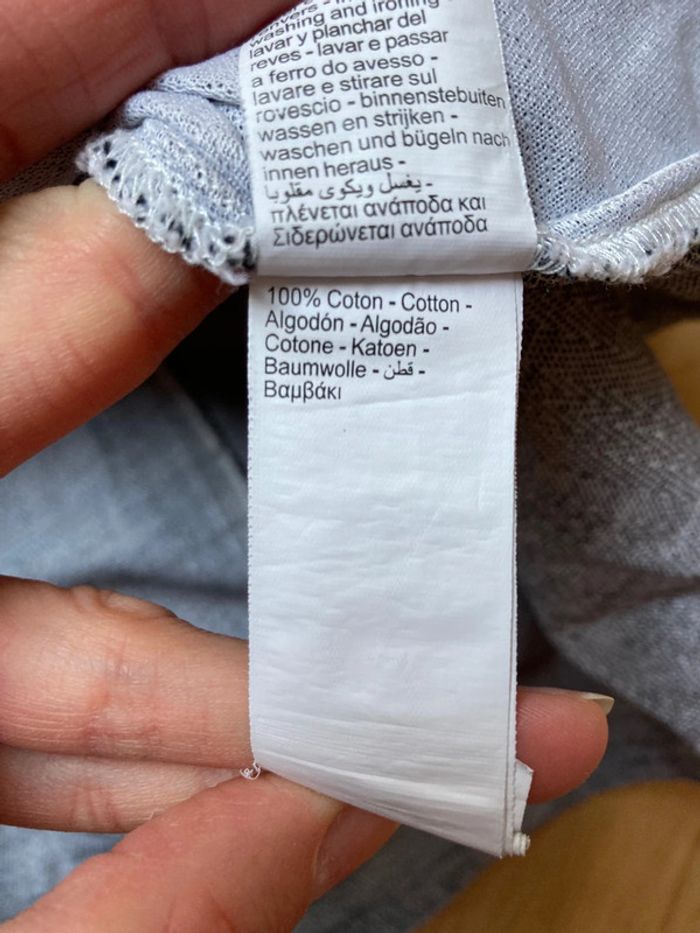 washing and ironing
lavar y planchar del
reves - lavar e passar
a ferro do avesso -
lavare e stirare sul
rovescio - binnenstebuiten
wassen en strijken -
waschen und bügeln nach
innen heraus -
يغسل ويكوى مقلوبا -
πλένεται ανάποδα και
Σιδερώνεται ανάποδα
100% Coton - Cotton -
Algodón - Algodão -
Cotone - Katoen -
Baumwolle - قطن -
Βαμβάκι